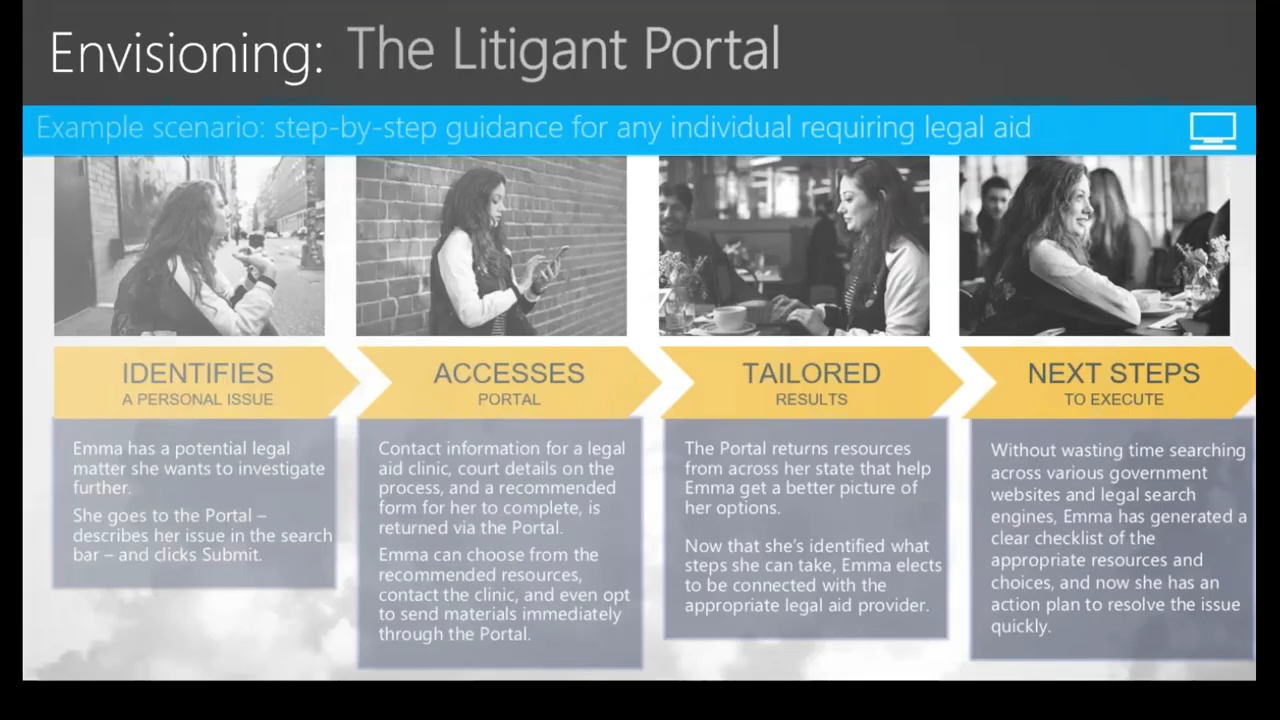 Envisioning: The Litigant Portal
Example scenario: step-by-step guidance for any individual requiring legal aid
IDENTIFIES
A PERSONAL ISSUE
Emma has a potential legal
matter she wants to investigate
further.
She goes to the Portal –
describes her issue in the search
bar – and clicks Submit.
ACCESSES
PORTAL
Contact information for a legal
aid clinic, court details on the
process, and a recommended
form for her to complete, is
returned via the Portal.
Emma can choose from the
recommended resources,
contact the clinic, and even opt
to send materials immediately
through the Portal.
TAILORED
RESULTS
The Portal returns resources
from across her state that help
Emma get a better picture of
her options.
Now that she's identified what
steps she can take, Emma elects
to be connected with the
appropriate legal aid provider.
NEXT STEPS
TO EXECUTE
Without wasting time searching
across various government
websites and legal search
engines, Emma has generated a
clear checklist of the
appropriate resources and
choices, and now she has an
action plan to resolve the issue
quickly.